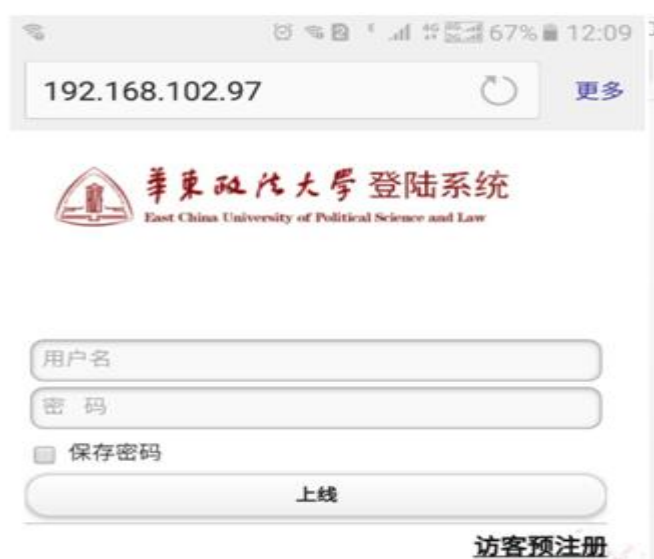 67% 12:09
192.168.102.97
更多
華東政法大學 登陆系统
East China University of Political Science and Law
用户名
密 码
保存密码
上线
访客预注册